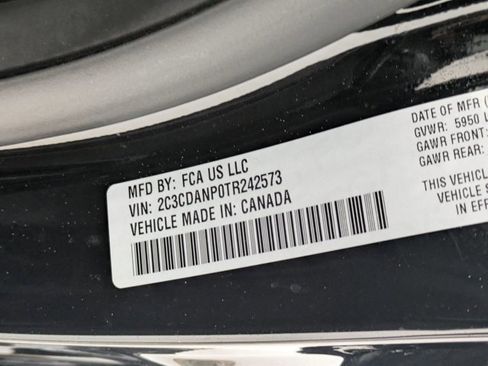 MFD BY: FCA US LLC
VIN: 2C3CDANP0TR242573
VEHICLE MADE IN: CANADA
DATE OF MFR (
GVWR: 5950 L
GAWR FRONT:
GAWR REAR:
THIS VEHIC
VEHICLE S
IN EFF